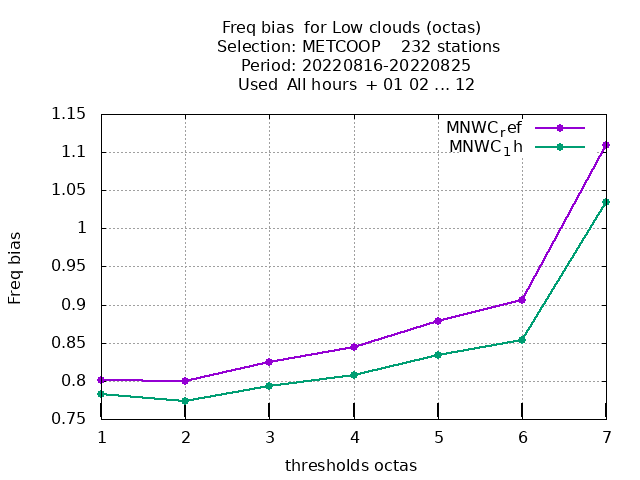 Freq bias  for Low clouds (octas)
Selection: METCOOP    232 stations
Period: 20220816-20220825
Used  All hours  + 01 02 ... 12
MNWC_ref
MNWC_1h
1.15
1.1
1.05
1
0.95
0.9
0.85
0.8
0.75
Freq bias
1 2 3 4 5 6 7
thresholds octas